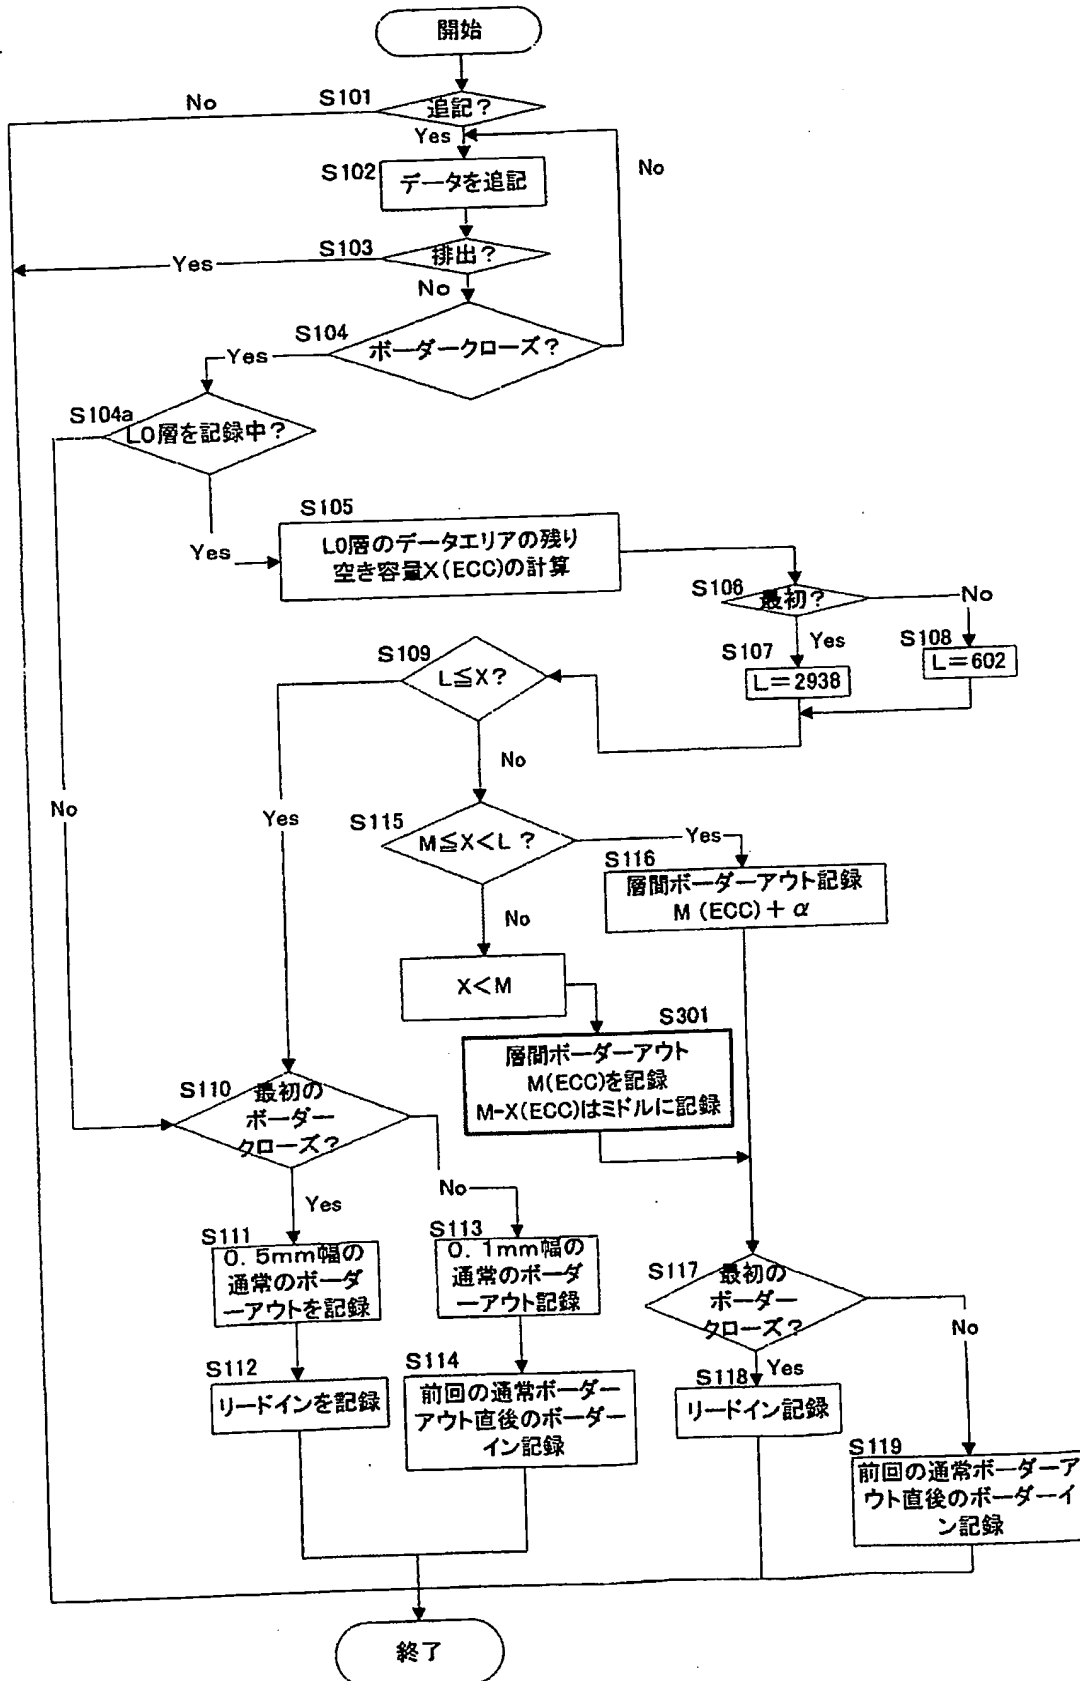 開始
No
S101
追記?
Yes
S102
データを追記
No
S103
排出?
Yes
No
S104
ボーダークローズ?
Yes
S104a
L0層を記録中?
S105
L0層のデータエリアの残り
空き容量X(ECC)の計算
Yes
S106
最初?
No
Yes
S107
L=2938
S108
L=602
S109
L≦X?
No
No
Yes
S115
M≦X<L?
Yes
S116
層間ボーダーアウト記録
M(ECC)+α
No
X<M
S301
層間ボーダーアウト
M(ECC)を記録
M-X(ECC)はミドルに記録
S110
最初の
ボーダー
クローズ?
Yes
No
S111
0.5mm幅の
通常のボーダ
ーアウトを記録
S113
0.1mm幅の
通常のボーダ
ーアウト記録
S117
最初の
ボーダー
クローズ?
No
Yes
S112
リードインを記録
S114
前回の通常ボーダー
アウト直後のボーダー
イン記録
S118
リードイン記録
S119
前回の通常ボーダーア
ウト直後のボーダーイ
ン記録
終了